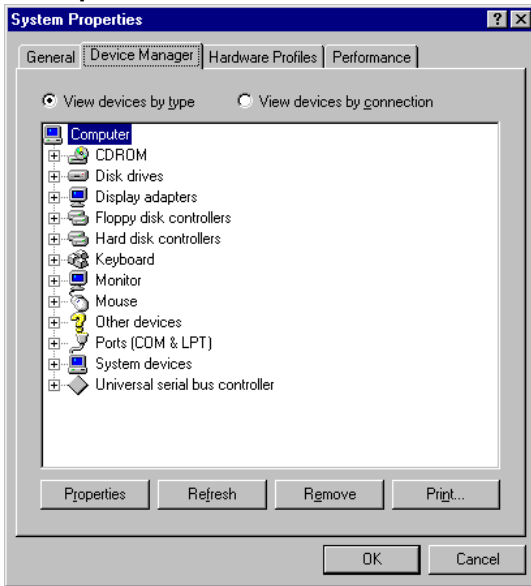 System Properties
General Device Manager Hardware Profiles Performance
View devices by type View devices by connection
Computer
CDROM
Disk drives
Display adapters
Floppy disk controllers
Hard disk controllers
Keyboard
Monitor
Mouse
Other devices
Ports (COM & LPT)
System devices
Universal serial bus controller
Properties Refresh Remove Print...
OK Cancel